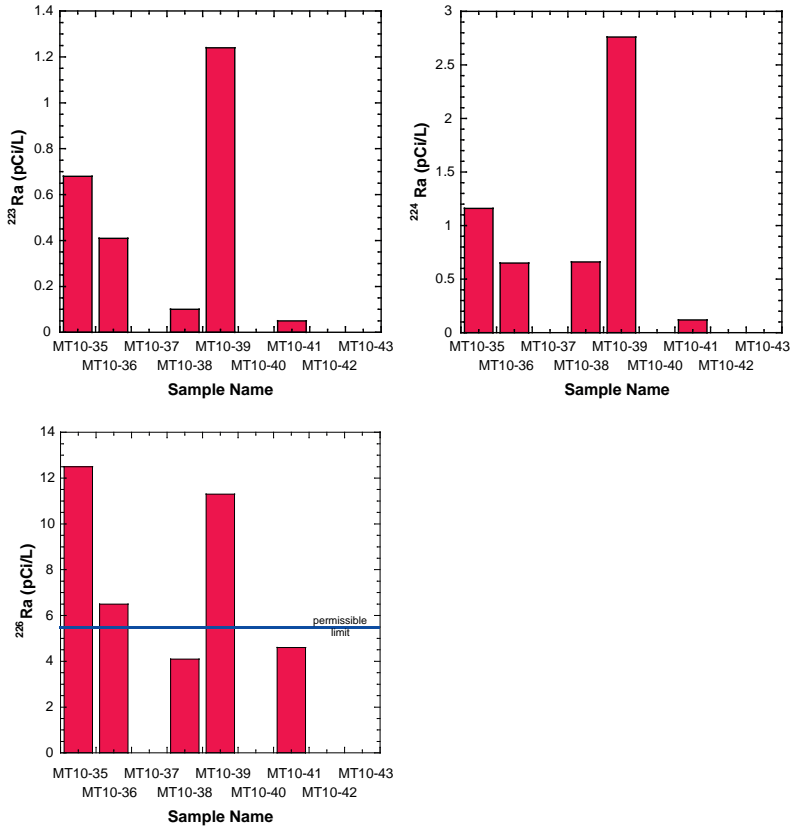 1.4
1.2
1
0.8
0.6
0.4
0.2
0
²²³Ra (pCi/L)
MT10-35 MT10-37 MT10-39 MT10-41 MT10-43
MT10-36 MT10-38 MT10-40 MT10-42
Sample Name
3
2.5
2
1.5
1
0.5
0
²²⁴Ra (pCi/L)
MT10-35 MT10-37 MT10-39 MT10-41 MT10-43
MT10-36 MT10-38 MT10-40 MT10-42
Sample Name
14
12
10
8
6
4
2
0
²²⁶Ra (pCi/L)
permissible
limit
MT10-35 MT10-37 MT10-39 MT10-41 MT10-43
MT10-36 MT10-38 MT10-40 MT10-42
Sample Name